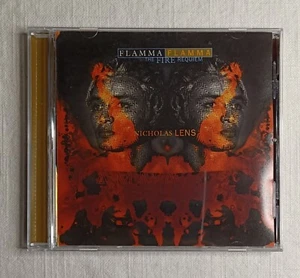 FLAMMA FLAMMA
THE FIRE REQUIEM
NICHOLAS LENS